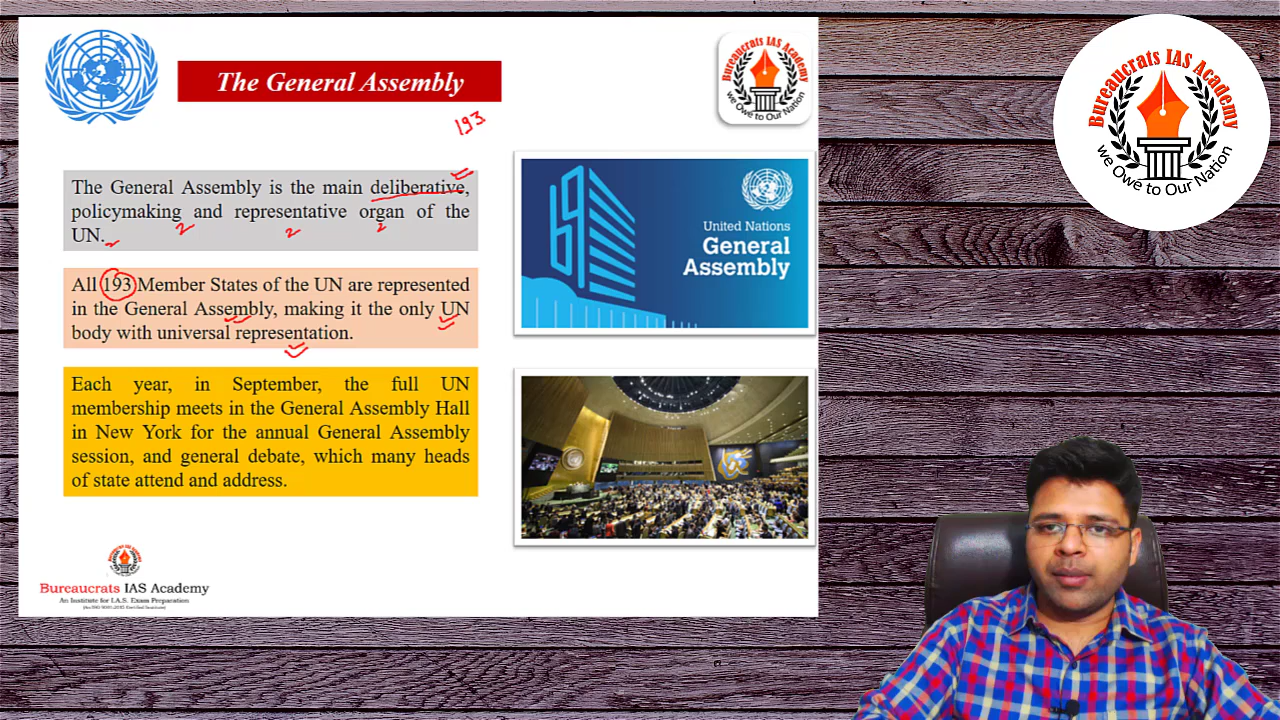 The General Assembly
193
The General Assembly is the main deliberative,
policymaking and representative organ of the
UN.
All 193 Member States of the UN are represented
in the General Assembly, making it the only UN
body with universal representation.
Each year, in September, the full UN
membership meets in the General Assembly Hall
in New York for the annual General Assembly
session, and general debate, which many heads
of state attend and address.
Bureaucrats IAS Academy
we Owe to Our Nation
United Nations
General
Assembly
Bureaucrats IAS Academy
An Institute for I.A.S. Exam Preparation
Bureaucrats IAS Academy
we Owe to Our Nation